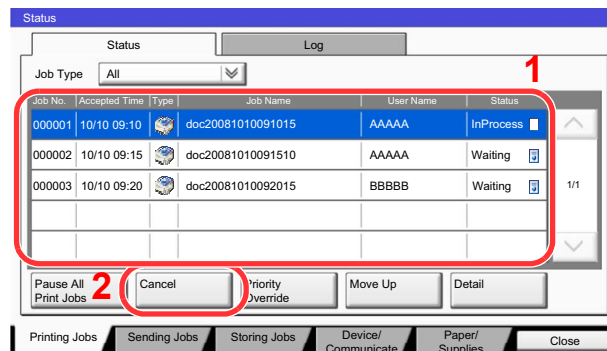 Status
Status
Log
Job Type
All
1
Job No.
Accepted Time
Type
Job Name
User Name
Status
000001
10/10 09:10
doc20081010091015
AAAAA
InProcess
000002
10/10 09:15
doc20081010091510
AAAAA
Waiting
000003
10/10 09:20
doc20081010092015
BBBBB
Waiting
1/1
Pause All
Print Jobs
2
Cancel
Priority
Override
Move Up
Detail
Printing Jobs
Sending Jobs
Storing Jobs
Device/
Communicate
Paper/
Supplies
Close